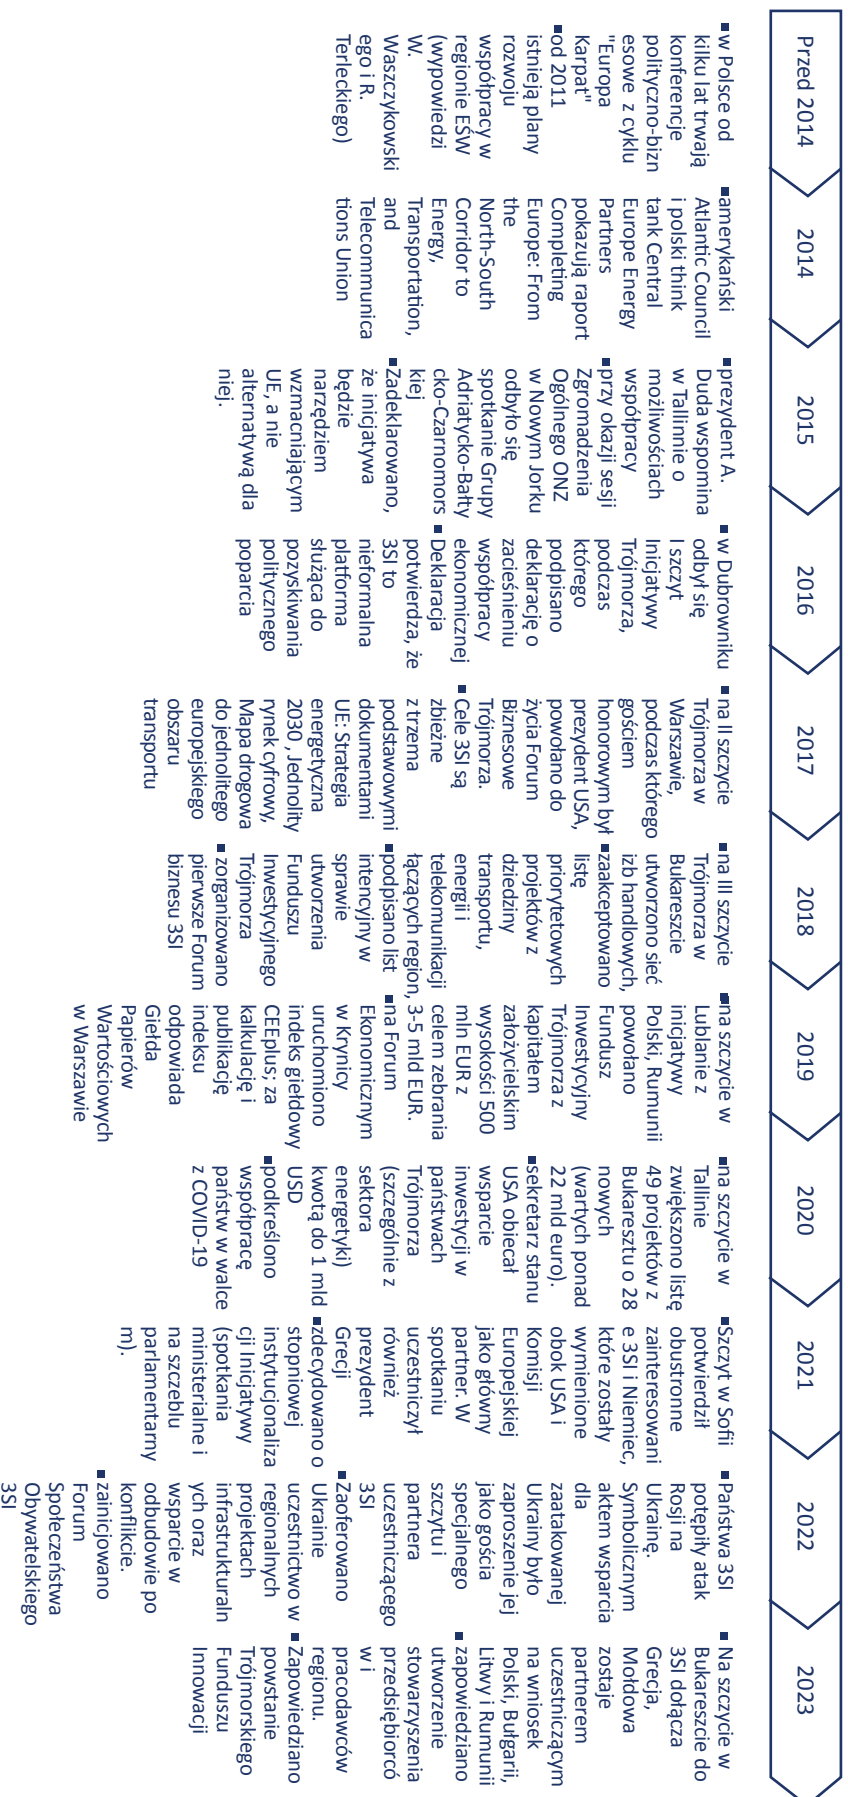 Przed 2014
▪w Polsce od
kilku lat trwają
konferencje
polityczno-bizn
esowe z cyklu
"Europa
Karpat"
▪od 2011
istnieją plany
rozwoju
współpracy w
regionie EŚW
(wypowiedzi
W.
Waszczykowski
ego i R.
Terleckiego)
2014
▪amerykański
Atlantic Council
i polski think
tank Central
Europe Energy
Partners
pokazują raport
Completing
Europe: From
the
North-South
Corridor to
Energy,
Transportation,
and
Telecommunica
tions Union
2015
▪prezydent A.
Duda wspomina
w Tallinnie o
możliwościach
współpracy
▪przy okazji sesji
Zgromadzenia
Ogólnego ONZ
w Nowym Jorku
odbyło się
spotkanie Grupy
Adriatycko-Bałty
cko-Czarnomors
kiej
▪Zadeklarowano,
że inicjatywa
będzie
narzędziem
wzmacniającym
UE, a nie
alternatywą dla
niej.
2016
▪w Dubrowniku
odbył się
I szczyt
Inicjatywy
Trójmorza,
podczas
którego
podpisano
deklarację o
zacieśnieniu
współpracy
ekonomicznej
▪Deklaracja
potwierdza, że
3SI to
nieformalna
platforma
służąca do
pozyskiwania
politycznego
poparcia
2017
▪na II szczycie
Trójmorza w
Warszawie,
podczas którego
gościem
honorowym był
prezydent USA,
powołano do
życia Forum
Biznesowe
Trójmorza.
▪Cele 3SI są
zbieżne
z trzema
podstawowymi
dokumentami
UE: Strategia
energetyczna
2030 , Jednolity
rynek cyfrowy,
Mapa drogowa
do jednolitego
europejskiego
obszaru
transportu
2018
▪na III szczycie
Trójmorza w
Bukareszcie
utworzono sieć
izb handlowych,
▪zaakceptowano
listę
priorytetowych
projektów z
dziedziny
transportu,
energii i
telekomunikacji
łączących region,
▪podpisano list
intencyjny w
sprawie
utworzenia
Funduszu
Inwestycyjnego
Trójmorza
▪zorganizowano
pierwsze Forum
biznesu 3SI
2019
▪na szczycie w
Lublanie z
inicjatywy
Polski, Rumunii
powołano
Fundusz
Inwestycyjny
Trójmorza z
kapitałem
założycielskim
wysokości 500
mln EUR z
celem zebrania
3-5 mld EUR.
▪na Forum
Ekonomicznym
w Krynicy
uruchomiono
indeks giełdowy
CEEplus; za
kalkulację i
publikację
indeksu
odpowiada
Giełda
Papierów
Wartościowych
w Warszawie
2020
▪na szczycie w
Tallinie
zwiększono listę
49 projektów z
Bukaresztu o 28
nowych
(wartych ponad
22 mld euro).
▪sekretarz stanu
USA obiecał
wsparcie
inwestycji w
państwach
Trójmorza
(szczególnie z
sektora
energetyki)
kwotą do 1 mld
USD
▪podkreślono
współpracę
państw w walce
z COVID-19
2021
▪Szczyt w Sofii
potwierdził
obustronne
zainteresowani
e 3SI i Niemiec,
które zostały
wymienione
obok USA i
Komisji
Europejskiej
jako główny
partner. W
spotkaniu
uczestniczył
również
prezydent
Grecji
▪zdecydowano o
stopniowej
instytucjonaliza
cji Inicjatywy
(spotkania
ministerialne i
na szczeblu
parlamentarny
m).
2022
▪Państwa 3SI
potępiły atak
Rosji na
Ukrainę.
Symbolicznym
aktem wsparcia
dla
zaatakowanej
Ukrainy było
zaproszenie jej
jako gościa
specjalnego
szczytu i
partnera
uczestniczącego
3SI
▪Zaoferowano
Ukrainie
uczestnictwo w
regionalnych
projektach
infrastrukturaln
ych oraz
wsparcie w
odbudowie po
konflikcie.
▪zainicjowano
Forum
Społeczeństwa
Obywatelskiego
3SI
2023
▪Na szczycie w
Bukareszcie do
3SI dołącza
Grecja,
Mołdowa
zostaje
partnerem
uczestniczącym
na wniosek
Polski, Bułgarii,
Litwy i Rumunii
▪zapowiedziano
utworzenie
stowarzyszenia
przedsiębiorcó
w i
pracodawców
regionu.
▪Zapowiedziano
powstanie
Trójmorskiego
Funduszu
Innowacji